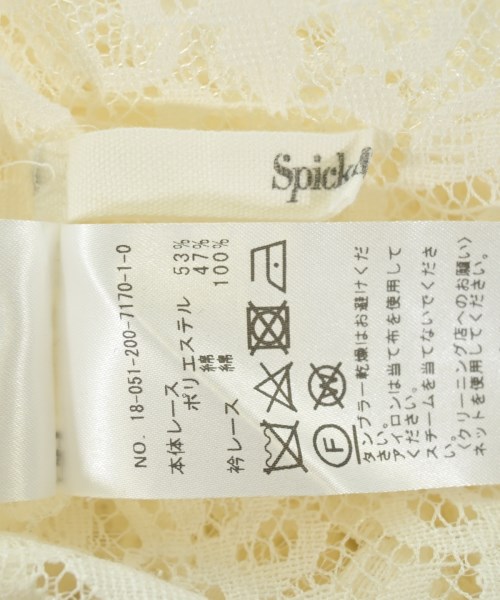 Spick
NO. 18-051-200-7170-1-0
本体レース
ポリエステル 53%
綿 47%
衿レース 綿 100%
W
F
タンブラー乾燥はお避けくだ
さい。
アイロンは当て布を使用して
ください。
スチームを当てないでくださ
い。
〈クリーニング店へのお願い〉
ネットを使用してください